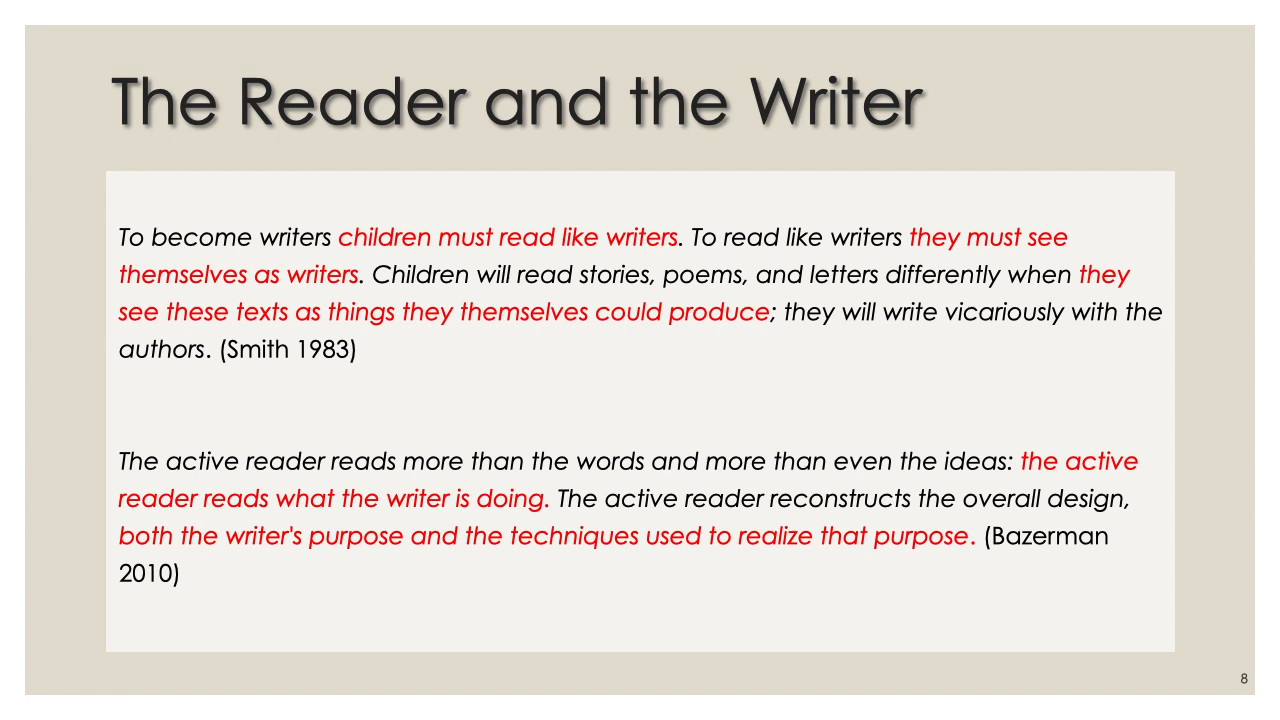 The Reader and the Writer
To become writers children must read like writers. To read like writers they must see
themselves as writers. Children will read stories, poems, and letters differently when they
see these texts as things they themselves could produce; they will write vicariously with the
authors. (Smith 1983)
The active reader reads more than the words and more than even the ideas: the active
reader reads what the writer is doing. The active reader reconstructs the overall design,
both the writer's purpose and the techniques used to realize that purpose. (Bazerman
2010)
8